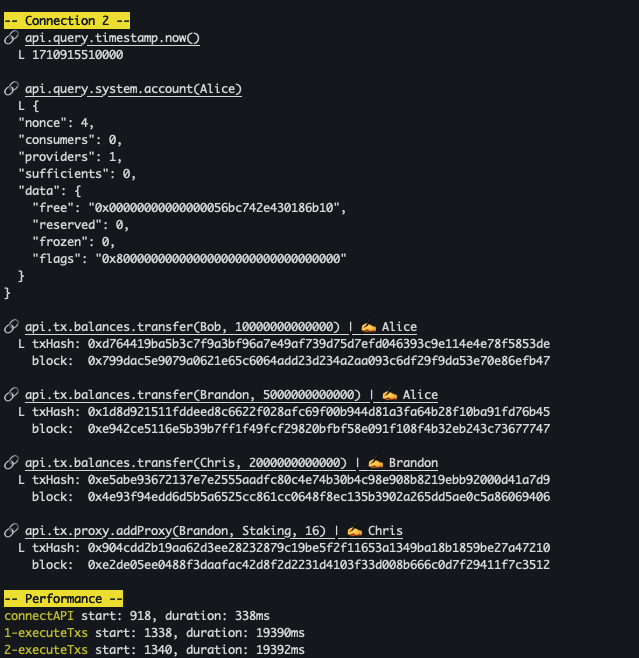 -- Connection 2 --
🔗 api.query.timestamp.now()
L 1710915510000
🔗 api.query.system.account(Alice)
L {
"nonce": 4,
"consumers": 0,
"providers": 1,
"sufficients": 0,
"data": {
"free": "0x00000000000000056bc742e430186b10",
"reserved": 0,
"frozen": 0,
"flags": "0x80000000000000000000000000000000"
}
}
🔗 api.tx.balances.transfer(Bob, 10000000000000) | ✍️ Alice
L txHash: 0xd764419ba5b3c7f9a3bf96a7e49af739d75d7efd046393c9e114e4e78f5853de
block: 0x799dac5e9079a0621e65c6064add23d234a2aa093c6df29f9da53e70e86efb47
🔗 api.tx.balances.transfer(Brandon, 5000000000000) | ✍️ Alice
L txHash: 0x1d8d921511fddeed8c6622f028afc69f00b944d81a3fa64b28f10ba91fd76b45
block: 0xe942ce5116e5b39b7ff1f49fcf29820bfbf58e091f108f4b32eb243c73677747
🔗 api.tx.balances.transfer(Chris, 2000000000000) | ✍️ Brandon
L txHash: 0xe5abe93672137e7e2555aadfc80c4e74b30b4c98e908b8219ebb92000d41a7d9
block: 0x4e93f94edd6d5b5a6525cc861cc0648f8ec135b3902a265dd5ae0c5a86069406
🔗 api.tx.proxy.addProxy(Brandon, Staking, 16) | ✍️ Chris
L txHash: 0x904cdd2b19aa62d3ee28232879c19be5f2f11653a1349ba18b1859be27a47210
block: 0xe2de05ee0488f3daafac42d8f2d2231d4103f33d008b666c0d7f29411f7c3512
-- Performance --
connectAPI start: 918, duration: 338ms
1-executeTxs start: 1338, duration: 19390ms
2-executeTxs start: 1340, duration: 19392ms